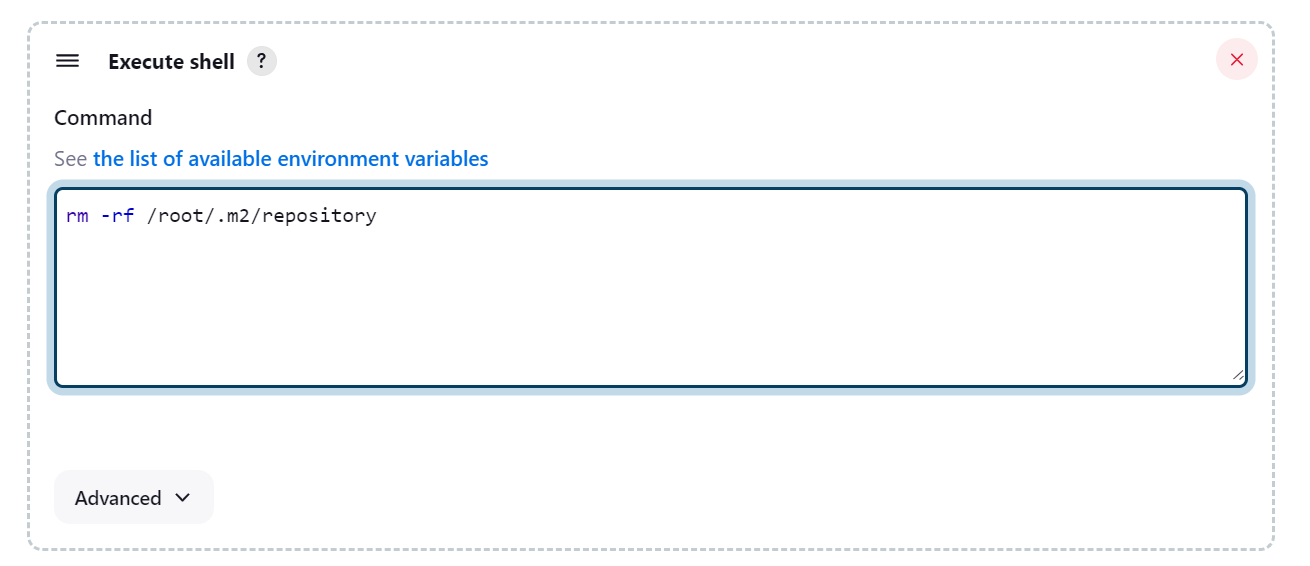 Execute shell ?
Command
See the list of available environment variables
rm -rf /root/.m2/repository
Advanced